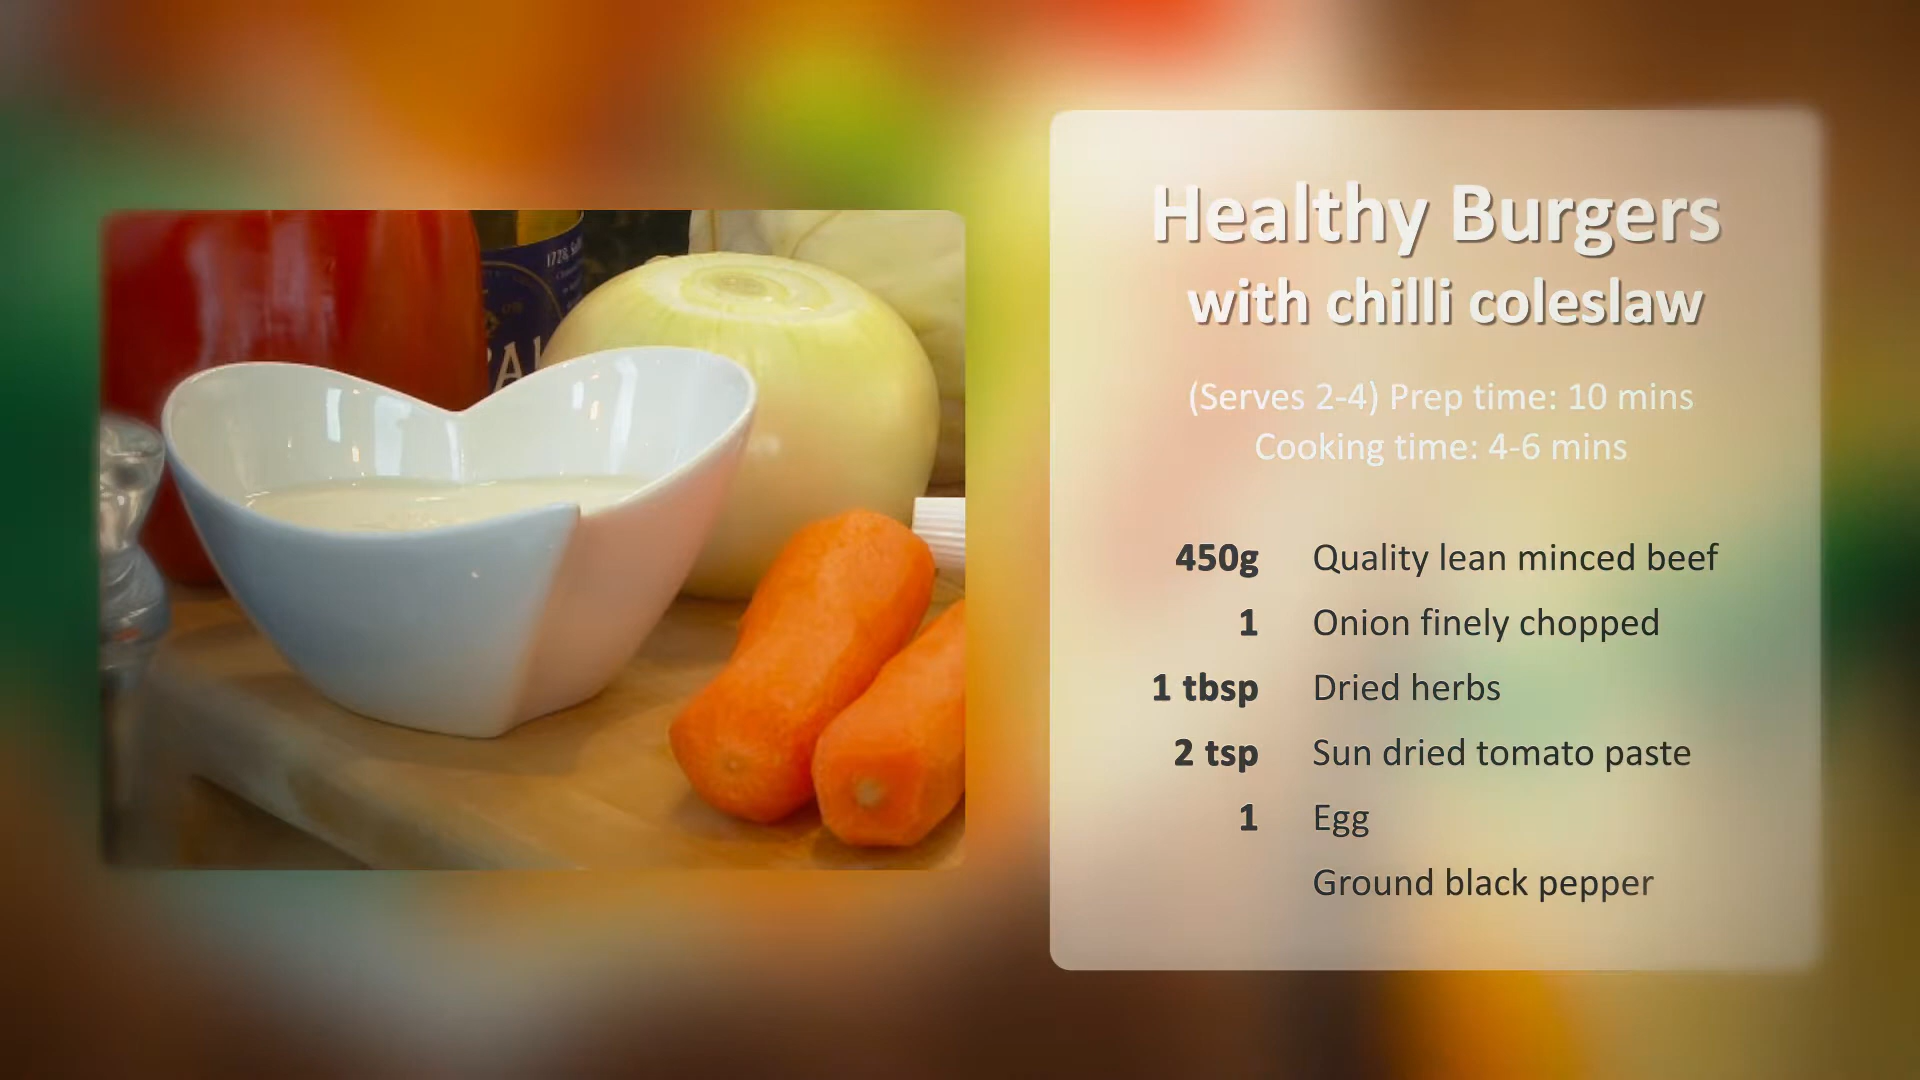 Healthy Burgers
with chilli coleslaw
(Serves 2-4) Prep time: 10 mins
Cooking time: 4-6 mins
450g Quality lean minced beef
1 Onion finely chopped
1 tbsp Dried herbs
2 tsp Sun dried tomato paste
1 Egg
Ground black pepper